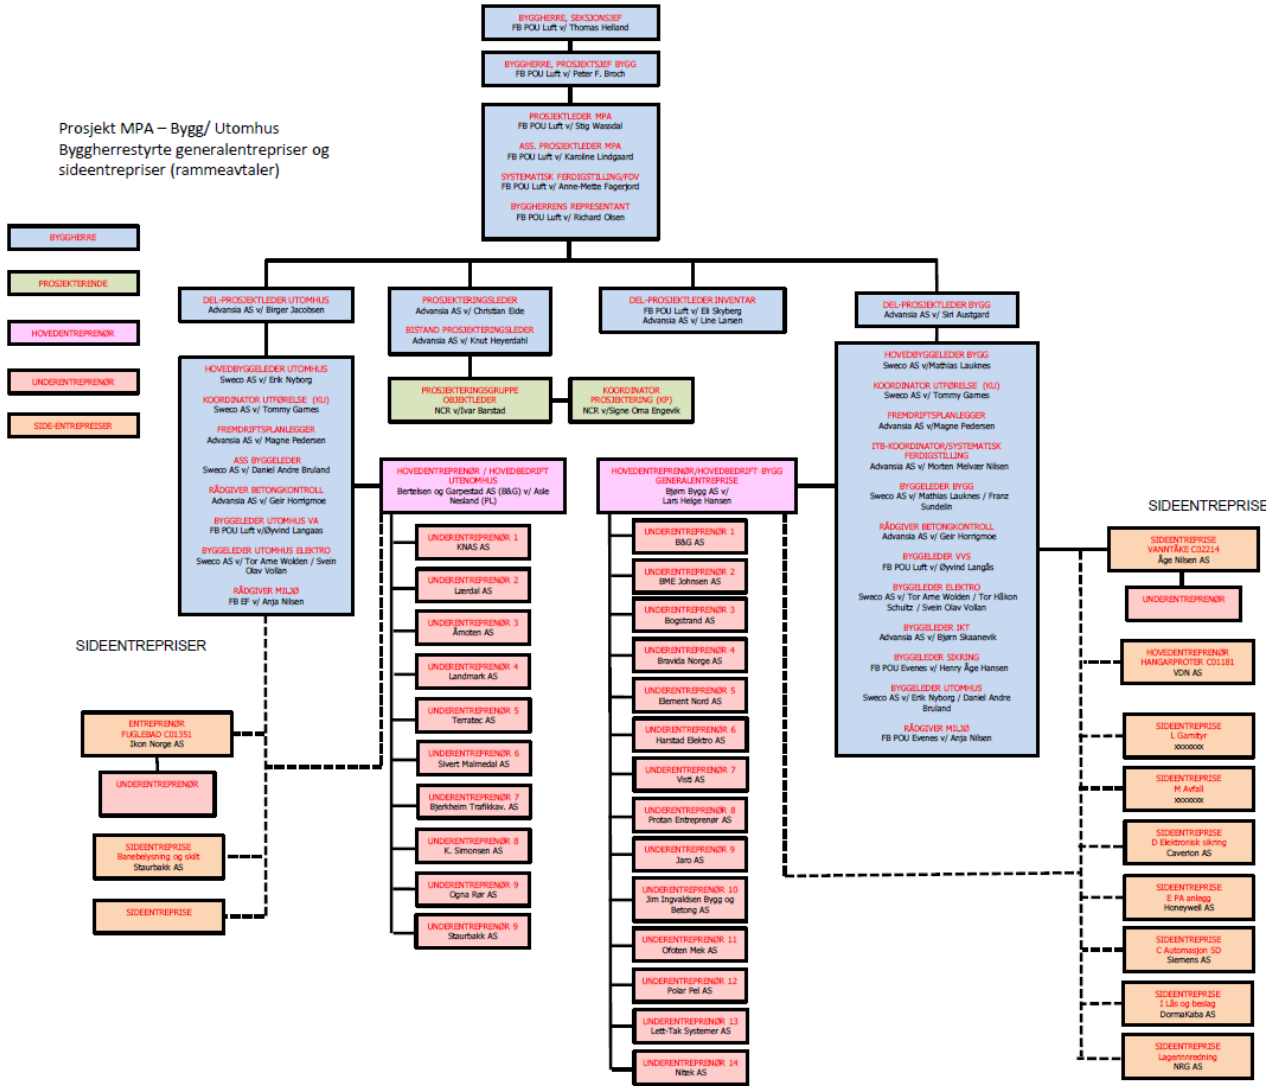 BYGGHERRE, SEKSJONSJEF
FB POU Luft v/ Thomas Helland
BYGGHERRE, PROSJEKTSJEF BYGG
FB POU Luft v/ Peter F. Broch
PROSJEKTLEDER MPA
FB POU Luft v/ Stig Wassdal
ASS. PROSJEKTLEDER MPA
FB POU Luft v/ Karoline Lindgaard
SYSTEMATISK FERDIGSTILLING/FDV
FB POU Luft v/ Anne-Mette Fagerjord
BYGGHERRENS REPRESENTANT
FB POU Luft v/ Richard Olsen
Prosjekt MPA – Bygg/ Utomhus
Byggherrestyrte generalentrepriser og
sideentrepriser (rammeavtaler)
BYGGHERRE
PROSJEKTERENDE
HOVEDENTREPRENØR
UNDERENTREPRENØR
SIDE-ENTREPRISER
DEL-PROSJEKTLEDER UTOMHUS
Advansia AS v/ Birger Jacobsen
PROSJEKTERINGSLEDER
Advansia AS v/ Christian Eide
BISTAND PROSJEKTERINGSLEDER
Advansia AS v/ Knut Heyerdahl
DEL-PROSJEKTLEDER INVENTAR
FB POU Luft v/ Eli Skyberg
Advansia AS v/ Line Larsen
DEL-PROSJEKTLEDER BYGG
Advansia AS v/ Siri Austgard
HOVEDBYGGELEDER UTOMHUS
Sweco AS v/ Erik Nyborg
KOORDINATOR UTFØRELSE (KU)
Sweco AS v/ Tommy Games
FREMDRIFTSPLANLEGGER
Advansia AS v/ Magne Pedersen
ASS BYGGELEDER
Sweco AS v/ Daniel Andre Bruland
RÅDGIVER BETONGKONTROLL
Advansia AS v/ Geir Horrigmoe
BYGGELEDER UTOMHUS VA
FB POU Luft v/Øyvind Langaas
BYGGELEDER UTOMHUS ELEKTRO
Sweco AS v/ Tor Arne Wolden / Svein
Olav Vollan
RÅDGIVER MILJØ
FB EF v/ Anja Nilsen
PROSJEKTERINGSGRUPPE
OBJEKTLEDER
NCR v/Ivar Barstad
KOORDINATOR
PROSJEKTERING (KP)
NCR v/Signe Oma Engevik
HOVEDBYGGELEDER BYGG
Sweco AS v/Mathias Lauknes
KOORDINATOR UTFØRELSE (KU)
Sweco AS v/ Tommy Games
FREMDRIFTSPLANLEGGER
Advansia AS v/Magne Pedersen
ITB-KOORDINATOR/SYSTEMATISK
FERDIGSTILLING
Advansia AS v/ Morten Melvær Nilsen
BYGGELEDER BYGG
Sweco AS v/ Mathias Lauknes / Franz
Sundelin
RÅDGIVER BETONGKONTROLL
Advansia AS v/ Geir Horrigmoe
BYGGELEDER VVS
FB POU Luft v/ Øyvind Langås
BYGGELEDER ELEKTRO
Sweco AS v/ Tor Arne Wolden / Tor Håkon
Schultz / Svein Olav Vollan
BYGGELEDER IKT
Advansia AS v/ Bjørn Skaanevik
BYGGELEDER SIKRING
FB POU Evenes v/ Henry Åge Hansen
BYGGELEDER UTOMHUS
Sweco AS v/ Erik Nyborg / Daniel Andre
Bruland
RÅDGIVER MILJØ
FB POU Evenes v/ Anja Nilsen
HOVEDENTREPRENØR / HOVEDBEDRIFT
UTENOMHUS
Bertelsen og Garpestad AS (B&G) v/ Asle
Nesland (PL)
UNDERENTREPRENØR 1
KNAS AS
UNDERENTREPRENØR 2
Lærdal AS
UNDERENTREPRENØR 3
Åmoten AS
UNDERENTREPRENØR 4
Landmark AS
UNDERENTREPRENØR 5
Terratec AS
UNDERENTREPRENØR 6
Sivert Malmedal AS
UNDERENTREPRENØR 7
Bjerkheim Trafikkav. AS
UNDERENTREPRENØR 8
K. Simonsen AS
UNDERENTREPRENØR 9
Ogna Rør AS
UNDERENTREPRENØR 9
Staurbakk AS
HOVEDENTREPRENØR/HOVEDBEDRIFT BYGG
GENERALENTREPRISE
Bjørn Bygg AS v/
Lars Helge Hansen
UNDERENTREPRENØR 1
B&G AS
UNDERENTREPRENØR 2
BME Johnsen AS
UNDERENTREPRENØR 3
Bogstrand AS
UNDERENTREPRENØR 4
Bravida Norge AS
UNDERENTREPRENØR 5
Element Nord AS
UNDERENTREPRENØR 6
Harstad Elektro AS
UNDERENTREPRENØR 7
Visti AS
UNDERENTREPRENØR 8
Protan Entreprenør AS
UNDERENTREPRENØR 9
Jaro AS
UNDERENTREPRENØR 10
Jim Ingvaldsen Bygg og
Betong AS
UNDERENTREPRENØR 11
Ofoten Mek AS
UNDERENTREPRENØR 12
Polar Pel AS
UNDERENTREPRENØR 13
Lett-Tak Systemer AS
UNDERENTREPRENØR 14
Nitek AS
SIDEENTREPRISER
ENTREPRENØR
FUGLEBAD C01351
Ikon Norge AS
UNDERENTREPRENØR
SIDEENTREPRISE
Banebelysning og skilt
Staurbakk AS
SIDEENTREPRISE
SIDEENTREPRISE
SIDEENTREPRISE
VANNTÅKE C02214
Åge Nilsen AS
UNDERENTREPRENØR
HOVEDENTREPRENØR
HANGARPROTER C01181
VDN AS
SIDEENTREPRISE
L Garnityr
xxxxxxx
SIDEENTREPRISE
M Avfall
xxxxxxx
SIDEENTREPRISE
D Elektronisk sikring
Caverion AS
SIDEENTREPRISE
E PA anlegg
Honeywell AS
SIDEENTREPRISE
C Automasjon SD
Siemens AS
SIDEENTREPRISE
I Lås og beslag
DormaKaba AS
SIDEENTREPRISE
Lagerinnredning
NRG AS